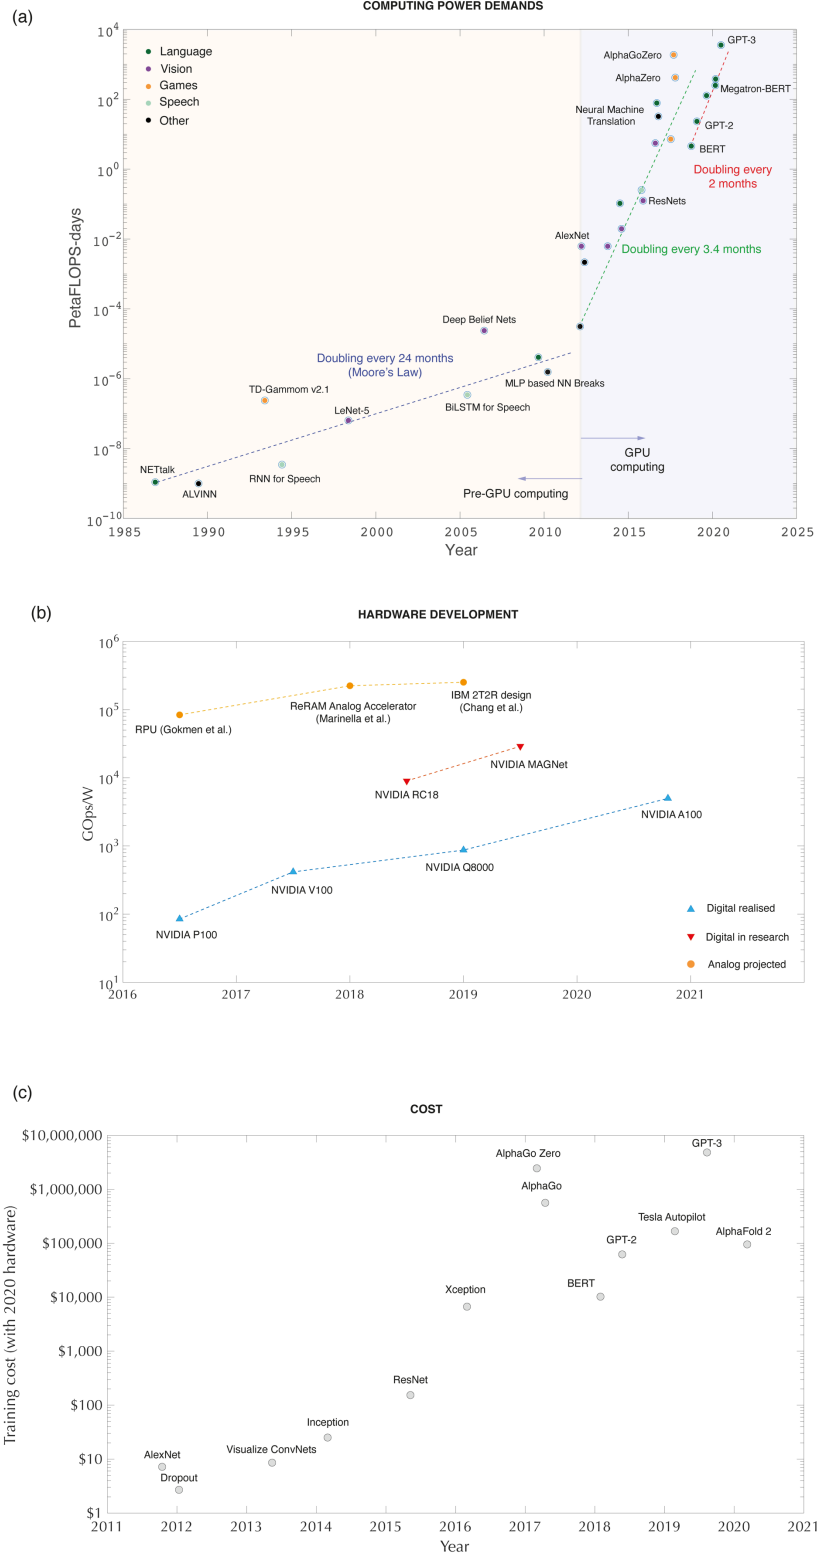 (a)
COMPUTING POWER DEMANDS
PetaFLOPS-days
10^4
10^2
10^0
10^-2
10^-4
10^-6
10^-8
10^-10
Language
Vision
Games
Speech
Other
GPT-3
AlphaGoZero
AlphaZero
Megatron-BERT
Neural Machine
Translation
GPT-2
BERT
Doubling every
2 months
ResNets
AlexNet
Doubling every 3.4 months
Deep Belief Nets
Doubling every 24 months
(Moore's Law)
MLP based NN Breaks
TD-Gammom v2.1
LeNet-5
BiLSTM for Speech
NETtalk
RNN for Speech
ALVINN
GPU
computing
Pre-GPU computing
1985 1990 1995 2000 2005 2010 2015 2020 2025
Year
(b)
HARDWARE DEVELOPMENT
GOps/W
10^6
10^5
10^4
10^3
10^2
10^1
RPU (Gokmen et al.)
ReRAM Analog Accelerator
(Marinella et al.)
IBM 2T2R design
(Chang et al.)
NVIDIA RC18
NVIDIA MAGNet
NVIDIA A100
NVIDIA Q8000
NVIDIA V100
NVIDIA P100
Digital realised
Digital in research
Analog projected
2016 2017 2018 2019 2020 2021
(c)
COST
Training cost (with 2020 hardware)
$10,000,000
$1,000,000
$100,000
$10,000
$1,000
$100
$10
$1
GPT-3
AlphaGo Zero
AlphaGo
Tesla Autopilot
AlphaFold 2
GPT-2
BERT
Xception
ResNet
Inception
Visualize ConvNets
AlexNet
Dropout
2011 2012 2013 2014 2015 2016 2017 2018 2019 2020 2021
Year